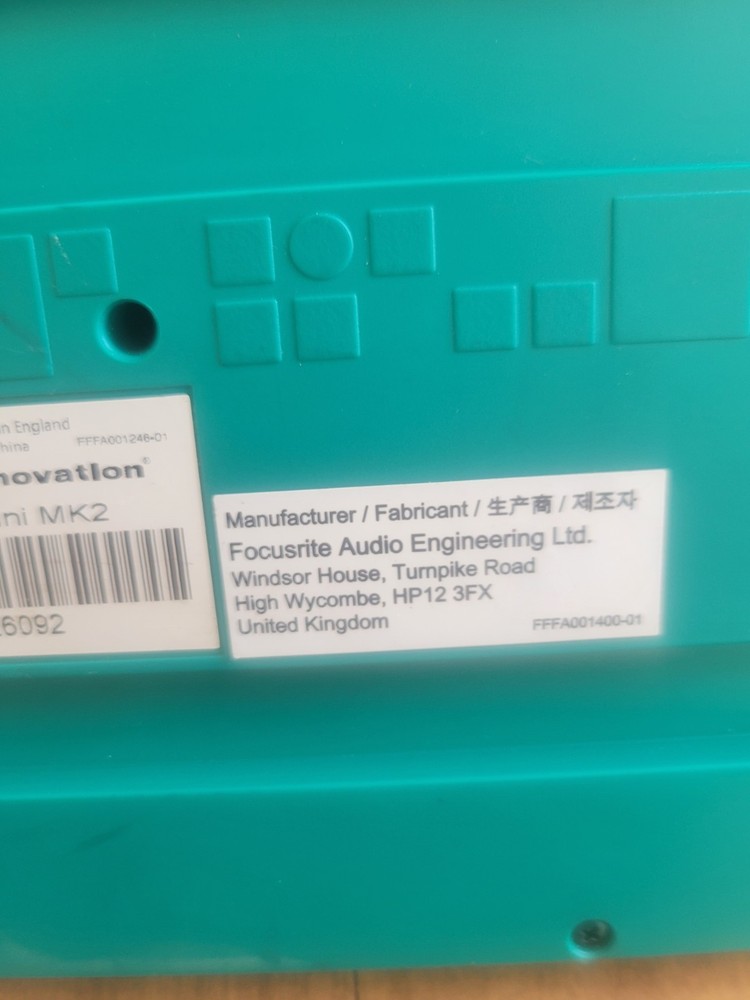 n England
hina
FFFA001246-01
novation®
ni MK2
6092
Manufacturer / Fabricant / 生产商 / 제조자
Focusrite Audio Engineering Ltd.
Windsor House, Turnpike Road
High Wycombe, HP12 3FX
United Kingdom
FFFA001400-01